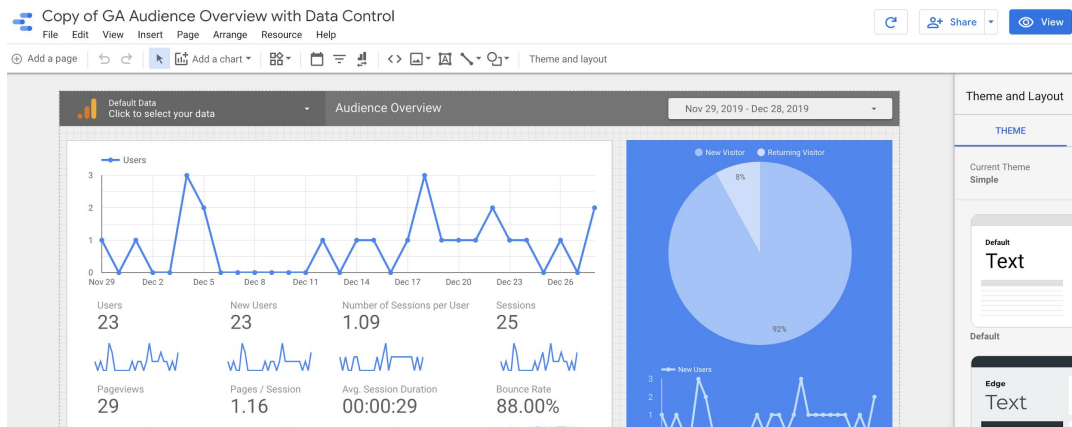 Copy of GA Audience Overview with Data Control
File Edit View Insert Page Arrange Resource Help
Share
View
Add a page
Add a chart
Theme and layout
Default Data
Click to select your data
Audience Overview
Nov 29, 2019 - Dec 28, 2019
Theme and Layout
THEME
Current Theme
Simple
Default
Text
Default
Edge
Text
Users
3
2
1
0
Nov 29 Dec 2 Dec 5 Dec 8 Dec 11 Dec 14 Dec 17 Dec 20 Dec 23 Dec 26
Users New Users Number of Sessions per User Sessions
23 23 1.09 25
Pageviews Pages / Session Avg. Session Duration Bounce Rate
29 1.16 00:00:29 88.00%
New Visitor Returning Visitor
8%
92%
New Users
3
2
1